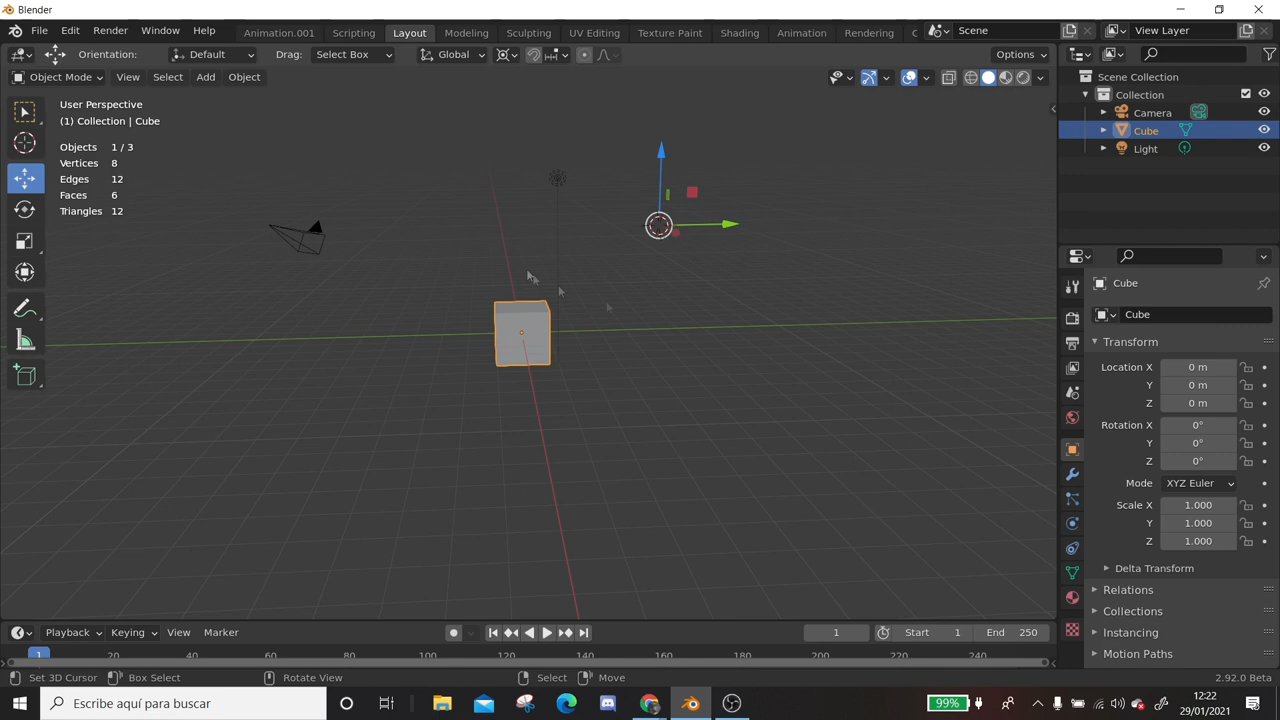 Blender
File Edit Render Window Help Animation.001 Scripting Layout Modeling Sculpting UV Editing Texture Paint Shading Animation Rendering C Scene View Layer
Orientation: Default Drag: Select Box Global Options
Object Mode View Select Add Object
User Perspective
(1) Collection | Cube
Objects 1 / 3
Vertices 8
Edges 12
Faces 6
Triangles 12
Scene Collection
Collection
Camera
Cube
Light
Cube
Cube
Transform
Location X 0 m
Y 0 m
Z 0 m
Rotation X 0°
Y 0°
Z 0°
Mode XYZ Euler
Scale X 1.000
Y 1.000
Z 1.000
Delta Transform
Relations
Collections
Instancing
Motion Paths
Playback Keying View Marker 1 Start 1 End 250
1 20 40 60 80 100 120 140 160 180 200 220 240
Set 3D Cursor Box Select Rotate View Select Move 2.92.0 Beta
Escribe aquí para buscar 99% 12:22
29/01/2021